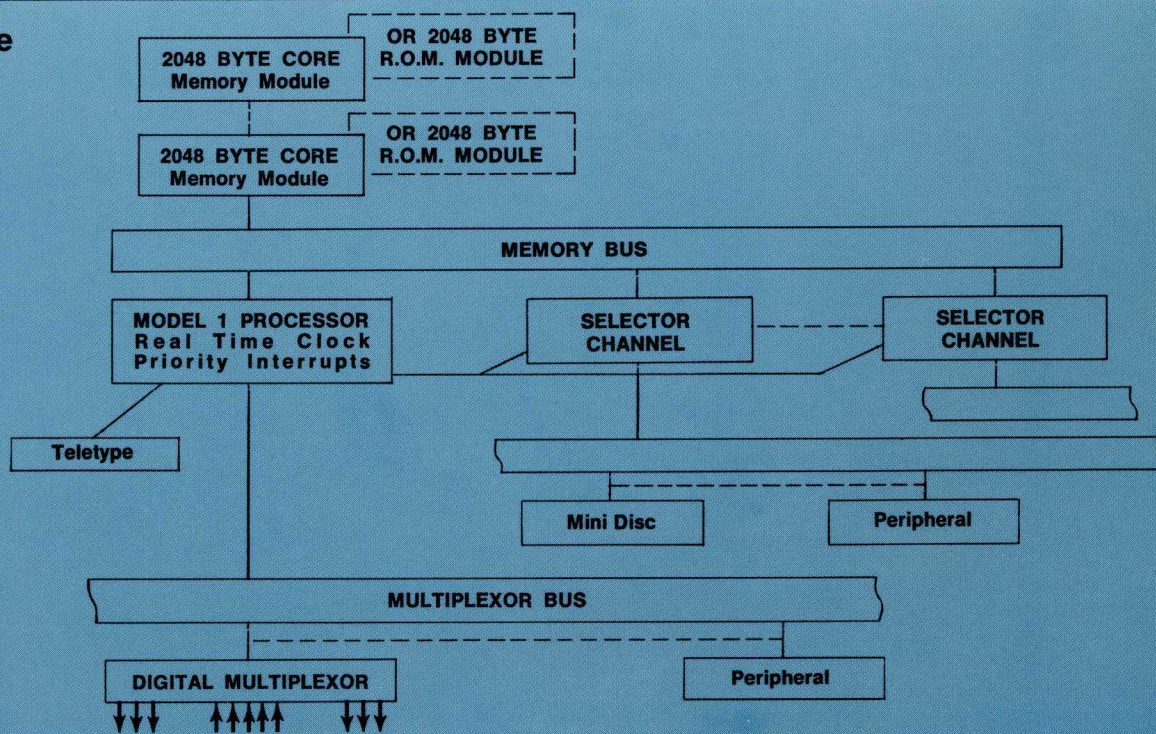 e
OR 2048 BYTE
R.O.M. MODULE
2048 BYTE CORE
Memory Module
OR 2048 BYTE
R.O.M. MODULE
2048 BYTE CORE
Memory Module
MEMORY BUS
MODEL 1 PROCESSOR
Real Time Clock
Priority Interrupts
SELECTOR
CHANNEL
SELECTOR
CHANNEL
Teletype
Mini Disc
Peripheral
MULTIPLEXOR BUS
DIGITAL MULTIPLEXOR
Peripheral